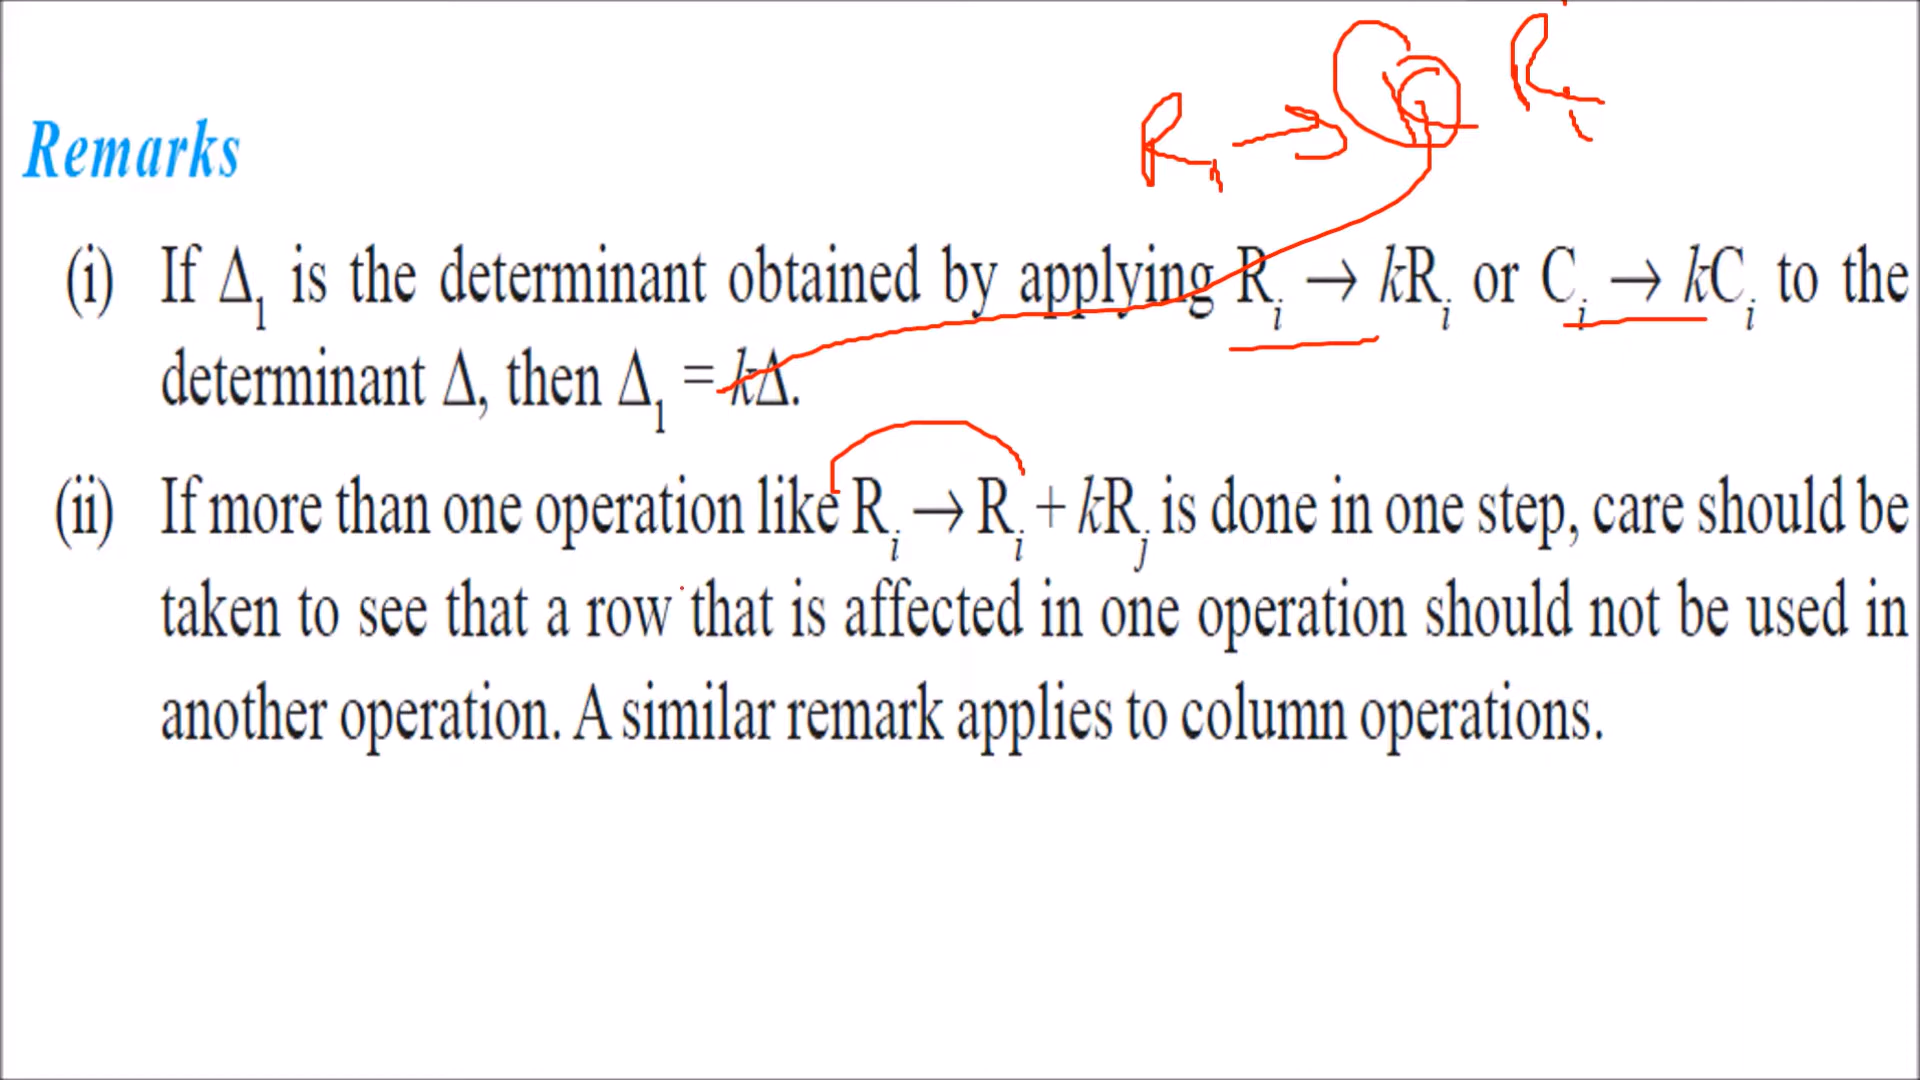 Remarks
(i) If Δ₁ is the determinant obtained by applying Rᵢ → kRᵢ or Cᵢ → kCᵢ to the
determinant Δ, then Δ₁ = kΔ.
(ii) If more than one operation like Rᵢ → Rᵢ + kRⱼ is done in one step, care should be
taken to see that a row that is affected in one operation should not be used in
another operation. A similar remark applies to column operations.